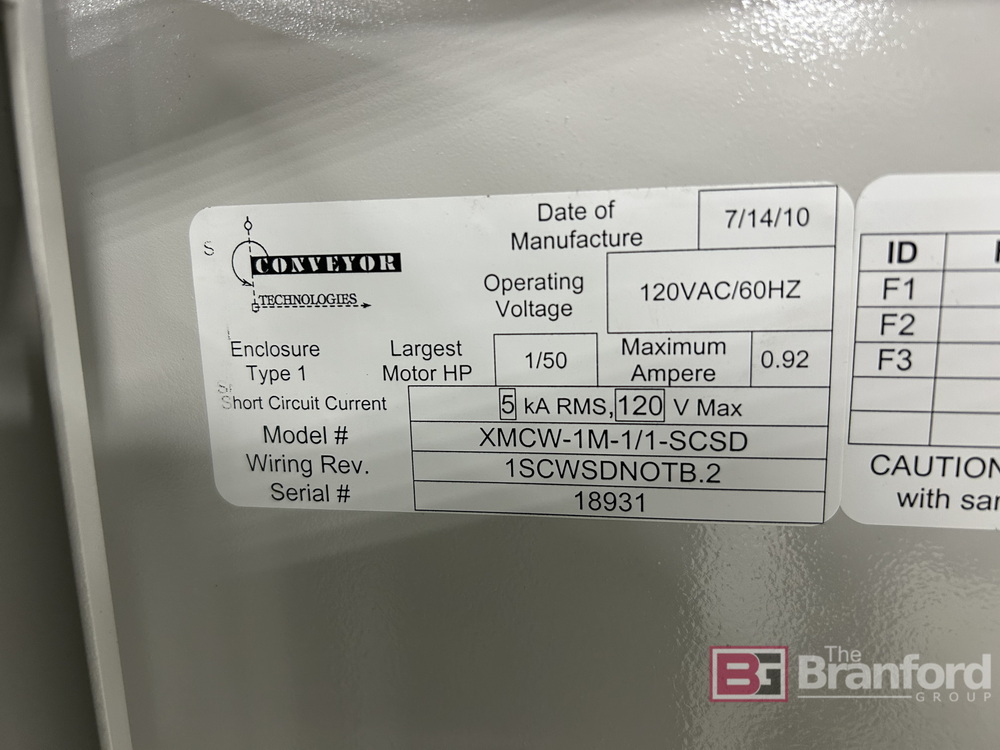 S
CONVEYOR
TECHNOLOGIES
Date of
Manufacture
7/14/10
Operating
Voltage
120VAC/60HZ
Enclosure
Type 1
Largest
Motor HP
1/50
Maximum
Ampere
0.92
Short Circuit Current
5 kA RMS, 120 V Max
Model #
XMCW-1M-1/1-SCSD
Wiring Rev.
1SCWSDNOTB.2
Serial #
18931
ID
F1
F2
F3
CAUTION
with
BG The
Branford
GROUP